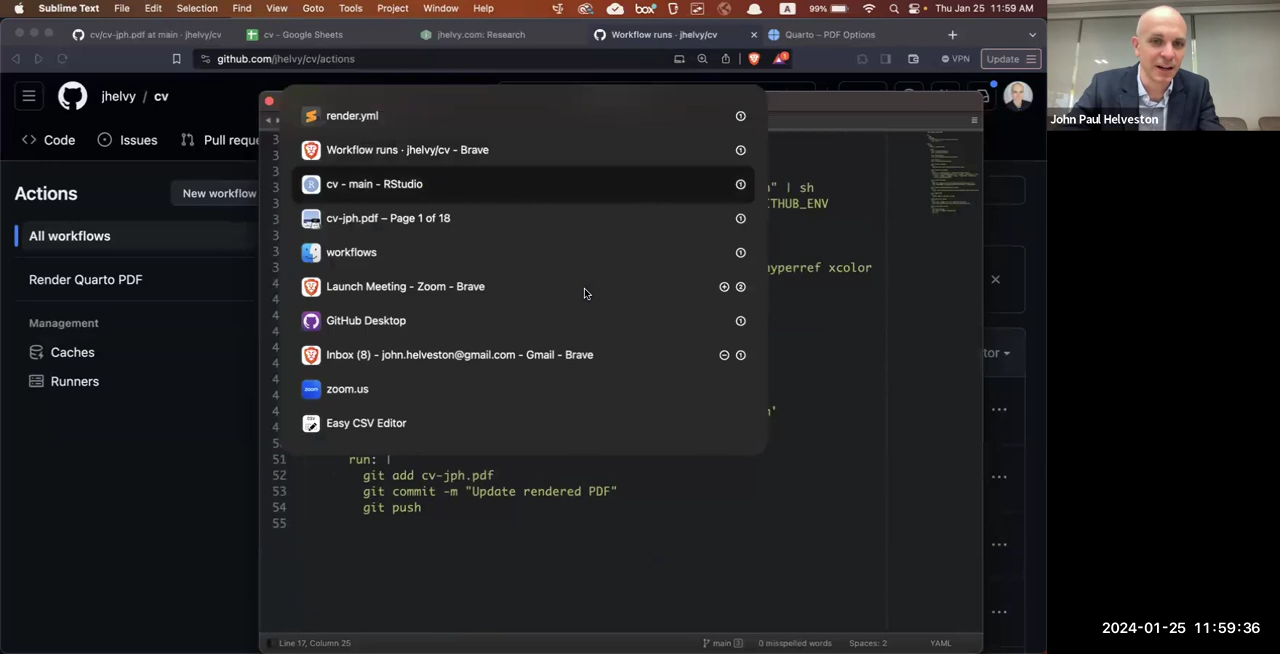 Sublime Text File Edit Selection Find View Goto Tools Project Window Help box A 99% Thu Jan 25 11:59 AM
cv/cv-jph.pdf at main · jhelvy/cv cv - Google Sheets jhelvy.com: Research Workflow runs · jhelvy/cv Quarto – PDF Options
github.com/jhelvy/cv/actions VPN Update
jhelvy / cv
Code Issues Pull reque
Actions New workflow
All workflows
Render Quarto PDF
Management
Caches
Runners
render.yml
Workflow runs · jhelvy/cv - Brave
cv - main - RStudio
cv-jph.pdf – Page 1 of 18
workflows
Launch Meeting - Zoom - Brave
GitHub Desktop
Inbox (8) - john.helveston@gmail.com - Gmail - Brave
zoom.us
Easy CSV Editor
" | sh
ITHUB_ENV
hyperref xcolor
51 run: |
52 git add cv-jph.pdf
53 git commit -m "Update rendered PDF"
54 git push
55
Line 17, Column 25 main 3 0 misspelled words Spaces: 2 YAML
John Paul Helveston
2024-01-25 11:59:36